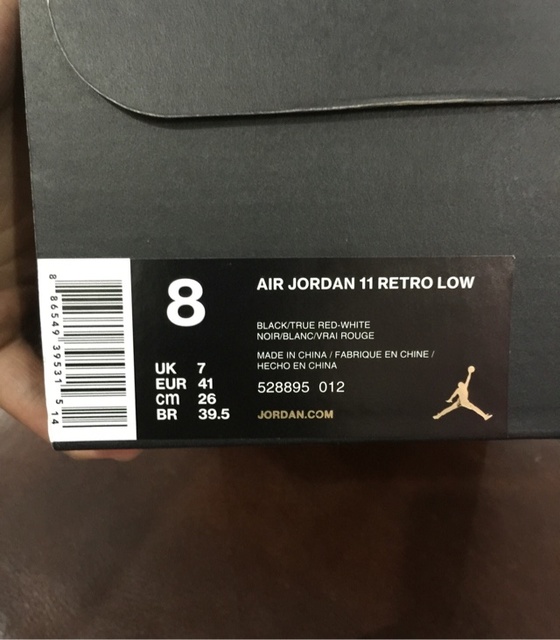 8 86549 39531 5 14
8
AIR JORDAN 11 RETRO LOW
BLACK/TRUE RED-WHITE
NOIR/BLANC/VRAI ROUGE
MADE IN CHINA / FABRIQUE EN CHINE /
HECHO EN CHINA
UK 7
EUR 41
cm 26
BR 39.5
528895 012
JORDAN.COM